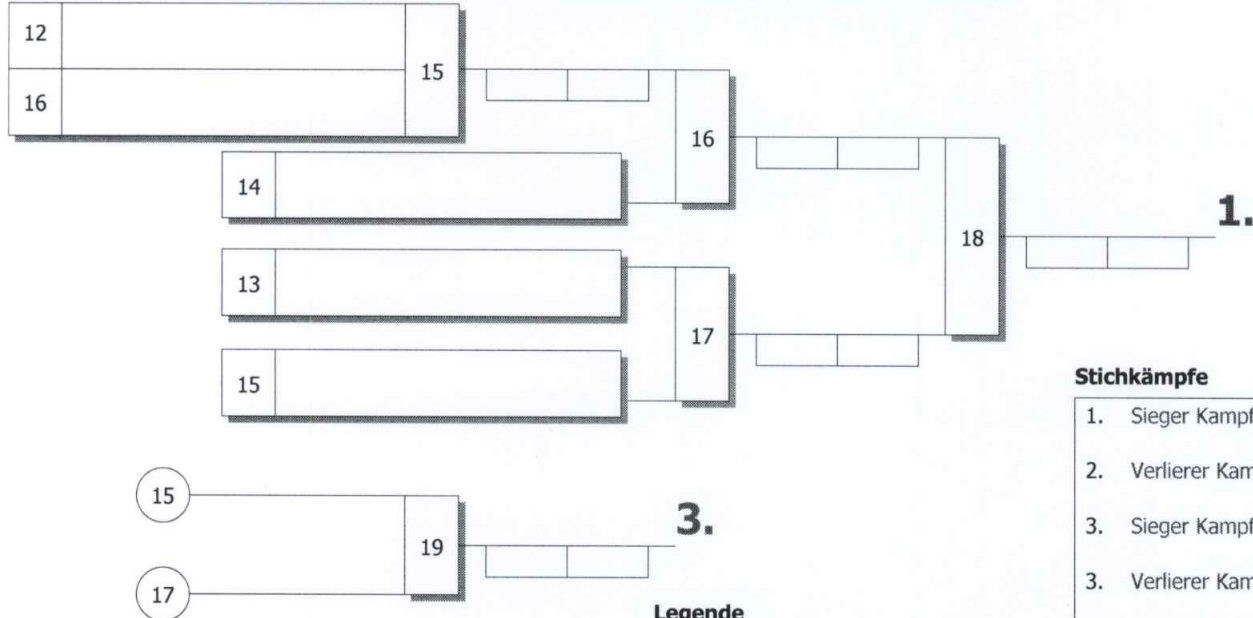 12
15
16
16
14
1.
18
13
17
15
Stichkämpfe
1. Sieger Kampf
2. Verlierer Kam
3. Sieger Kampf
3. Verlierer Kam
15
3.
19
17
Legende